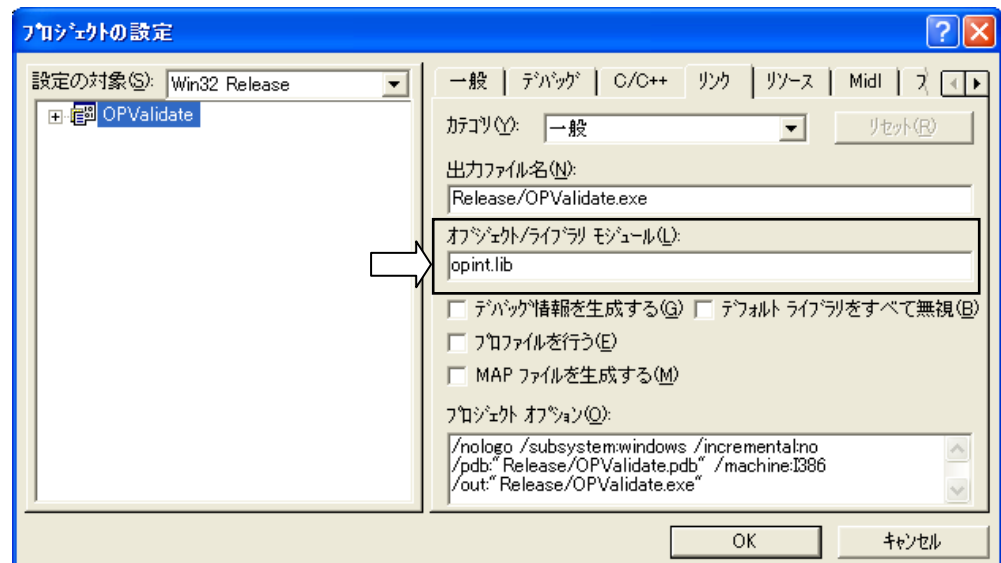 プロジェクトの設定
設定の対象(S): Win32 Release
OPValidate
一般 デバッグ C/C++ リンク リソース Midl
カテゴリ(Y): 一般 リセット(R)
出力ファイル名(N):
Release/OPValidate.exe
オブジェクト/ライブラリ モジュール(L):
opint.lib
デバッグ情報を生成する(G) デフォルト ライブラリをすべて無視(B)
プロファイルを行う(E)
MAP ファイルを生成する(M)
プロジェクト オプション(O):
/nologo /subsystem:windows /incremental:no
/pdb:"Release/OPValidate.pdb" /machine:I386
/out:"Release/OPValidate.exe"
OK キャンセル